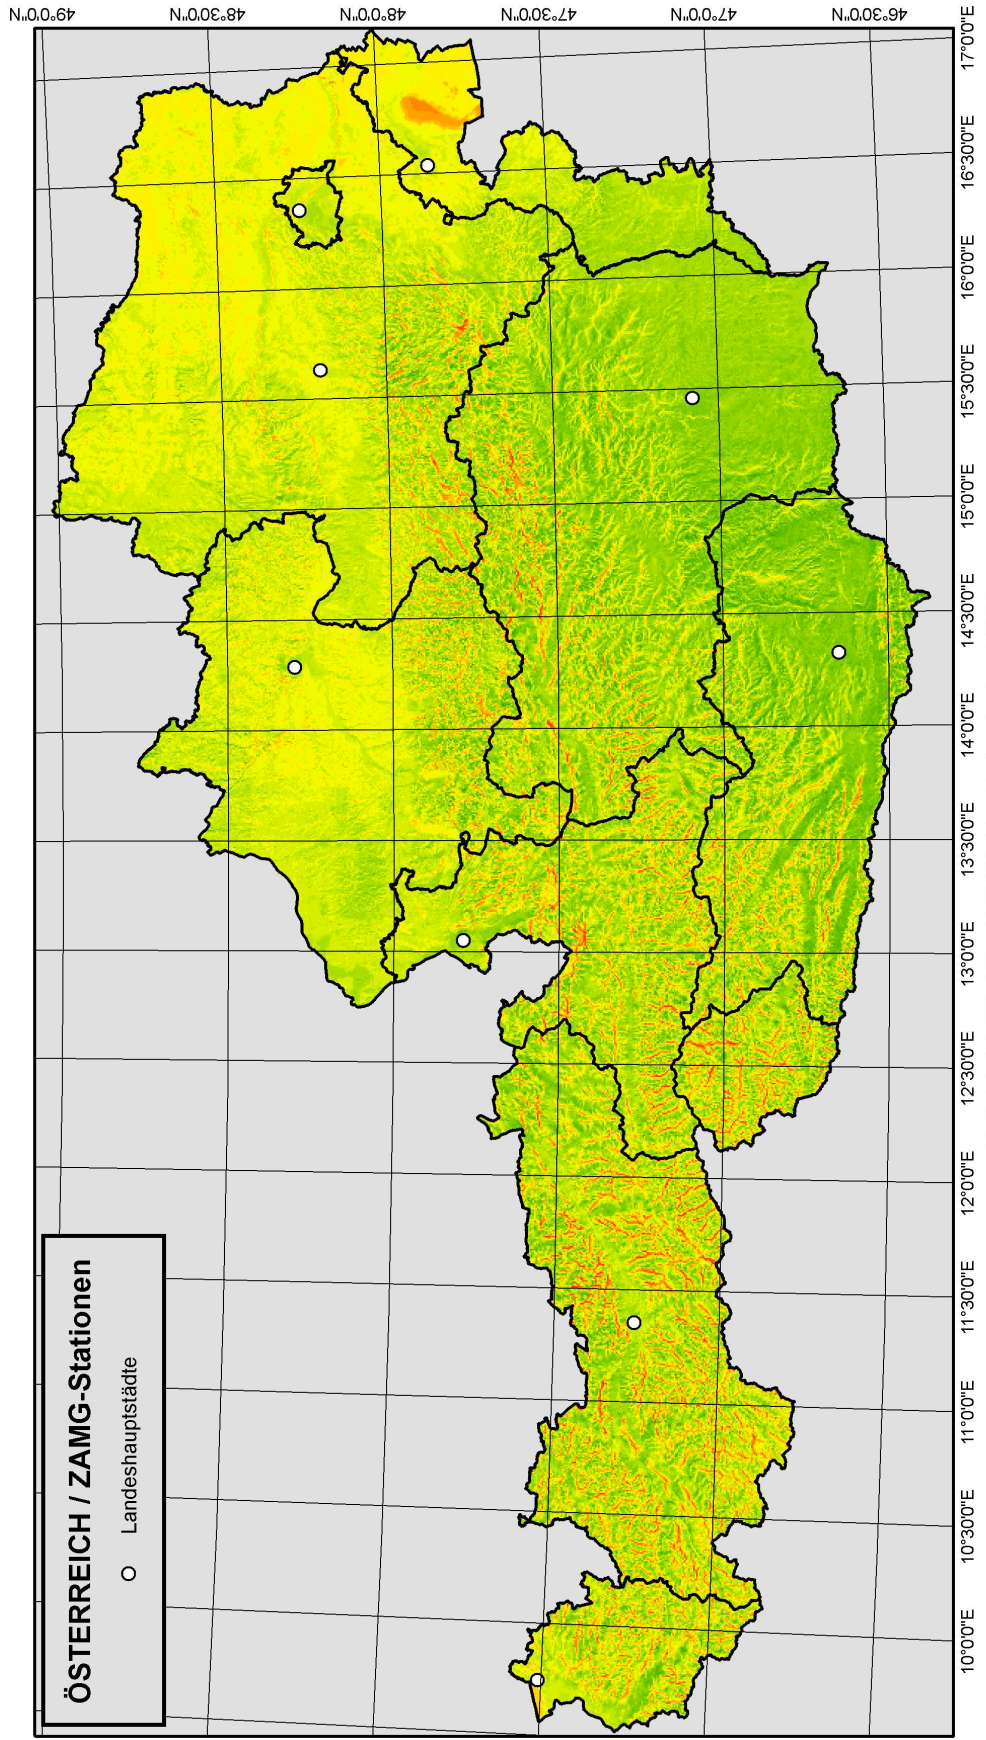 ÖSTERREICH / ZAMG-Stationen
Landeshauptstädte
49°0'0"N
48°30'0"N
48°0'0"N
47°30'0"N
47°0'0"N
46°30'0"N
10°0'0"E
10°30'0"E
11°0'0"E
11°30'0"E
12°0'0"E
12°30'0"E
13°0'0"E
13°30'0"E
14°0'0"E
14°30'0"E
15°0'0"E
15°30'0"E
16°0'0"E
16°30'0"E
17°0'0"E